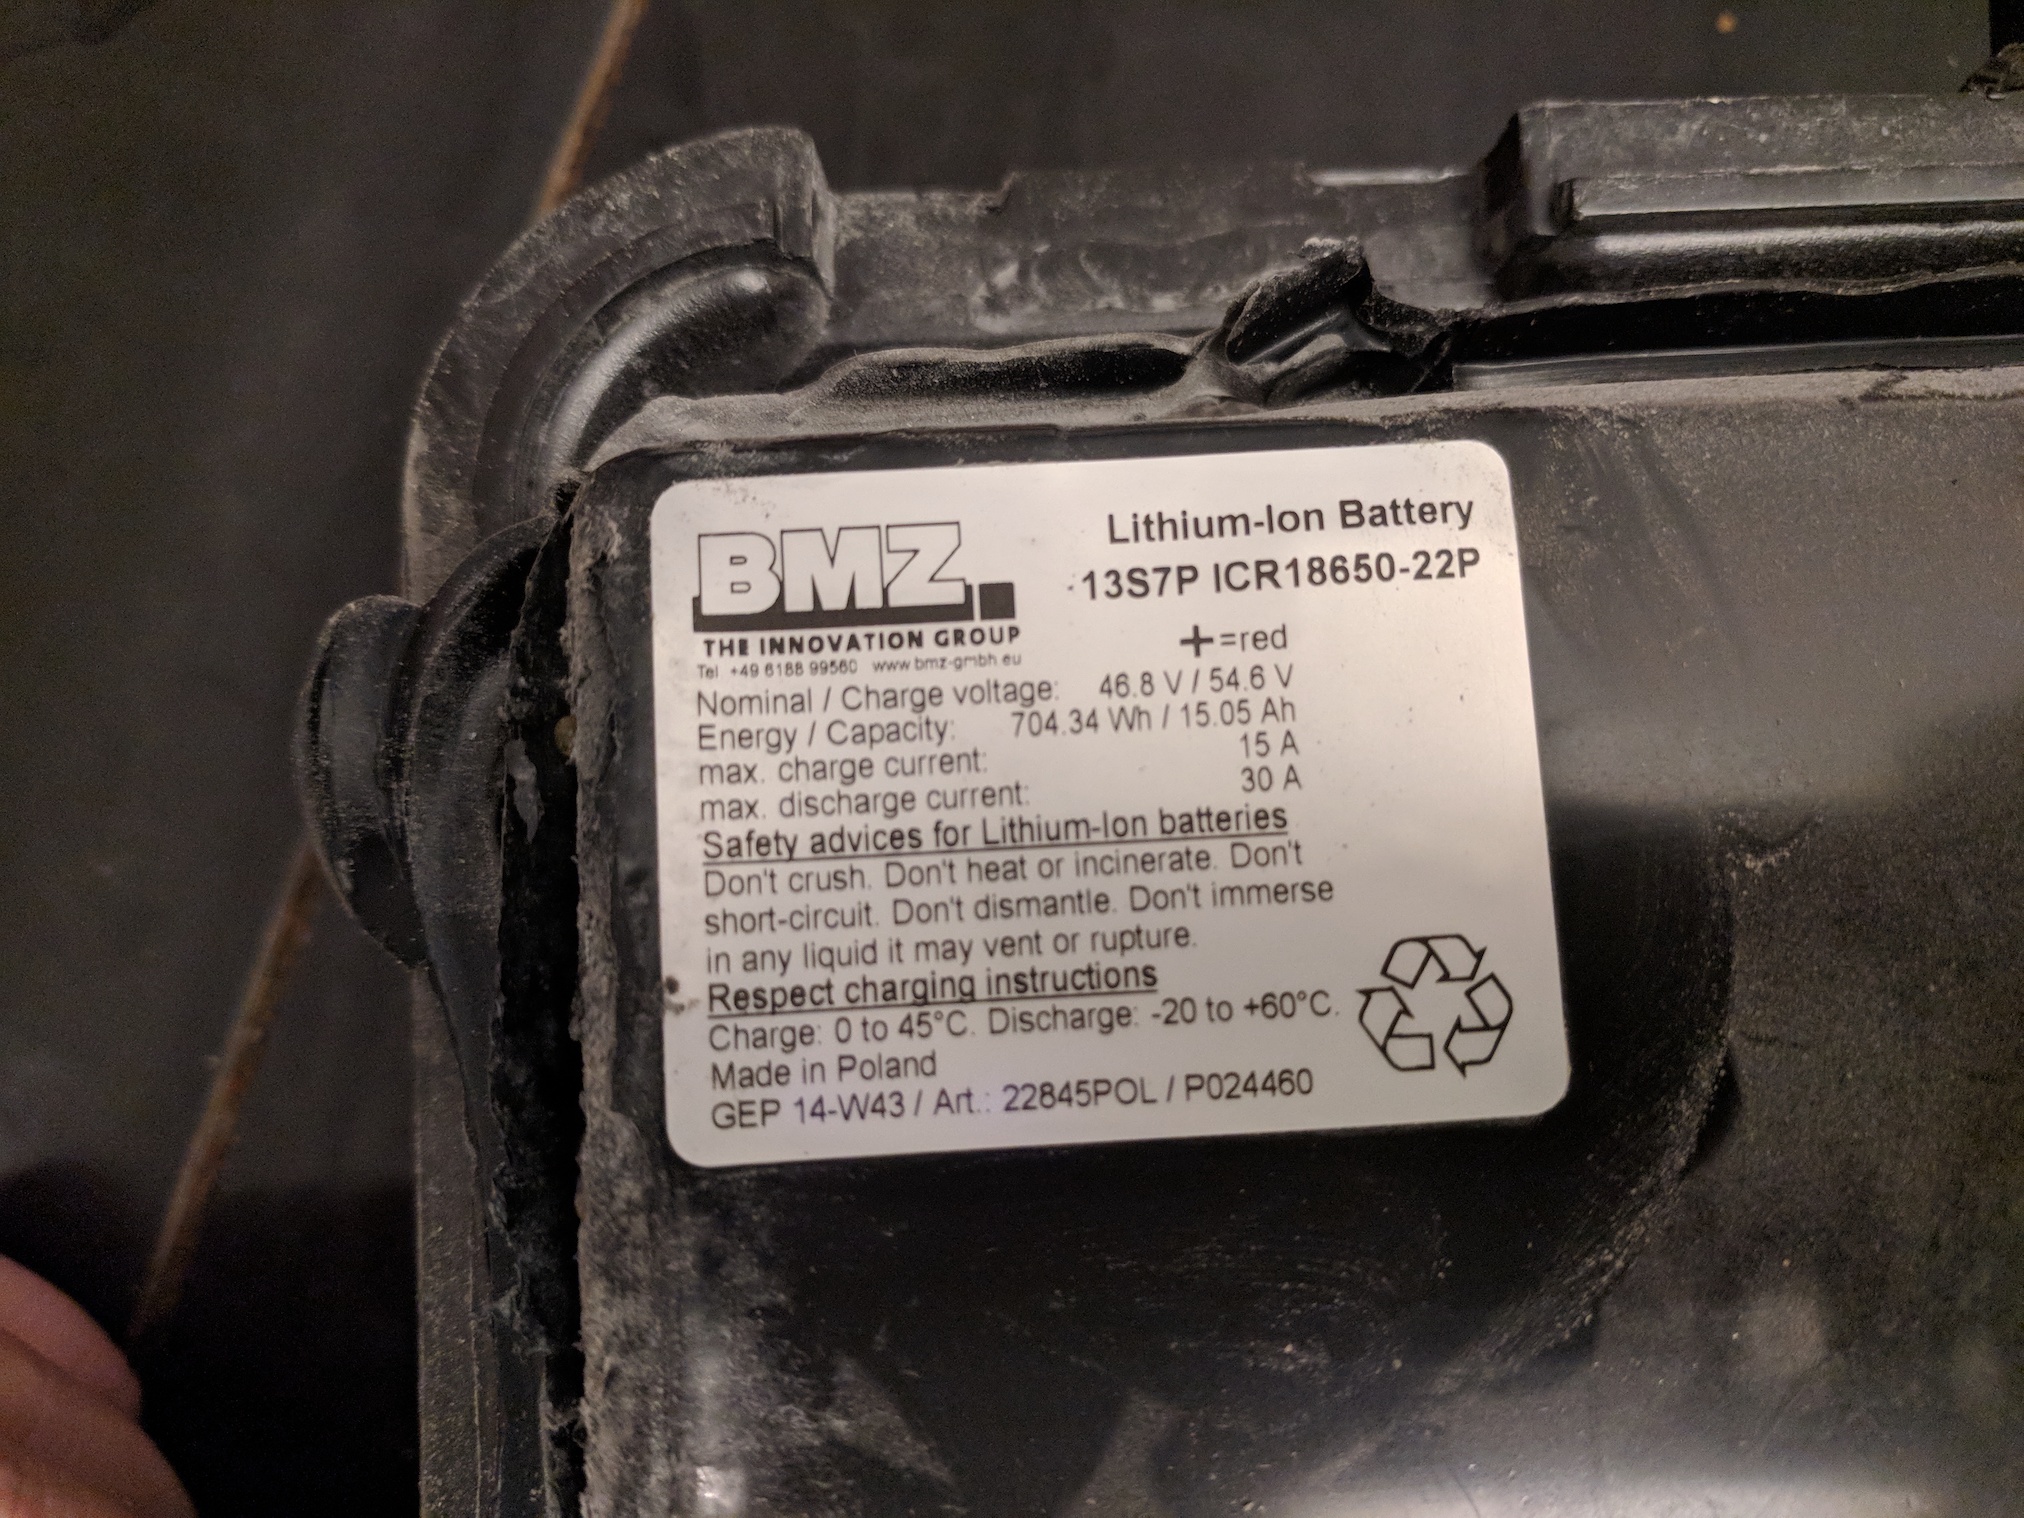 BMZ
THE INNOVATION GROUP
Tel +49 6188 99560 www.bmz-gmbh.eu
Lithium-Ion Battery
13S7P ICR18650-22P
+=red
Nominal / Charge voltage: 46.8 V / 54.6 V
Energy / Capacity: 704.34 Wh / 15.05 Ah
max. charge current: 15 A
max. discharge current: 30 A
Safety advices for Lithium-Ion batteries
Don't crush. Don't heat or incinerate. Don't
short-circuit. Don't dismantle. Don't immerse
in any liquid it may vent or rupture.
Respect charging instructions
Charge: 0 to 45°C. Discharge: -20 to +60°C.
Made in Poland
GEP 14-W43 / Art.: 22845POL / P024460